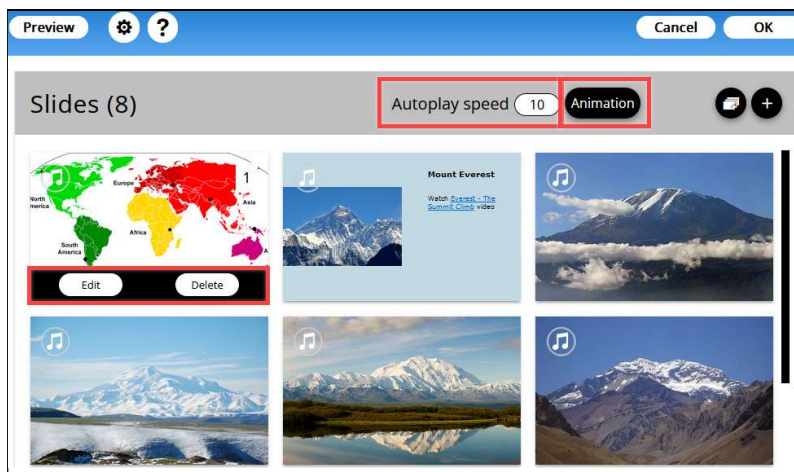 Preview
?
Cancel
OK
Slides (8)
Autoplay speed 10
Animation
+
1
North
merica
Europe
Asia
Africa
South
America
A
Edit
Delete
Mount Everest
Watch Everest - The
Summit Climb video